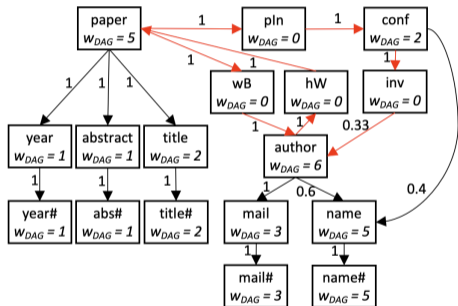 paper
w_DAG = 5
1
pIn
w_DAG = 0
1
conf
w_DAG = 2
1
1
1
1
1
1
wB
w_DAG = 0
hW
w_DAG = 0
inv
w_DAG = 0
1
1
0.33
year
w_DAG = 1
abstract
w_DAG = 1
title
w_DAG = 2
author
w_DAG = 6
1
1
1
1
0.6
0.4
year#
w_DAG = 1
abs#
w_DAG = 1
title#
w_DAG = 2
mail
w_DAG = 3
name
w_DAG = 5
1
1
mail#
w_DAG = 3
name#
w_DAG = 5